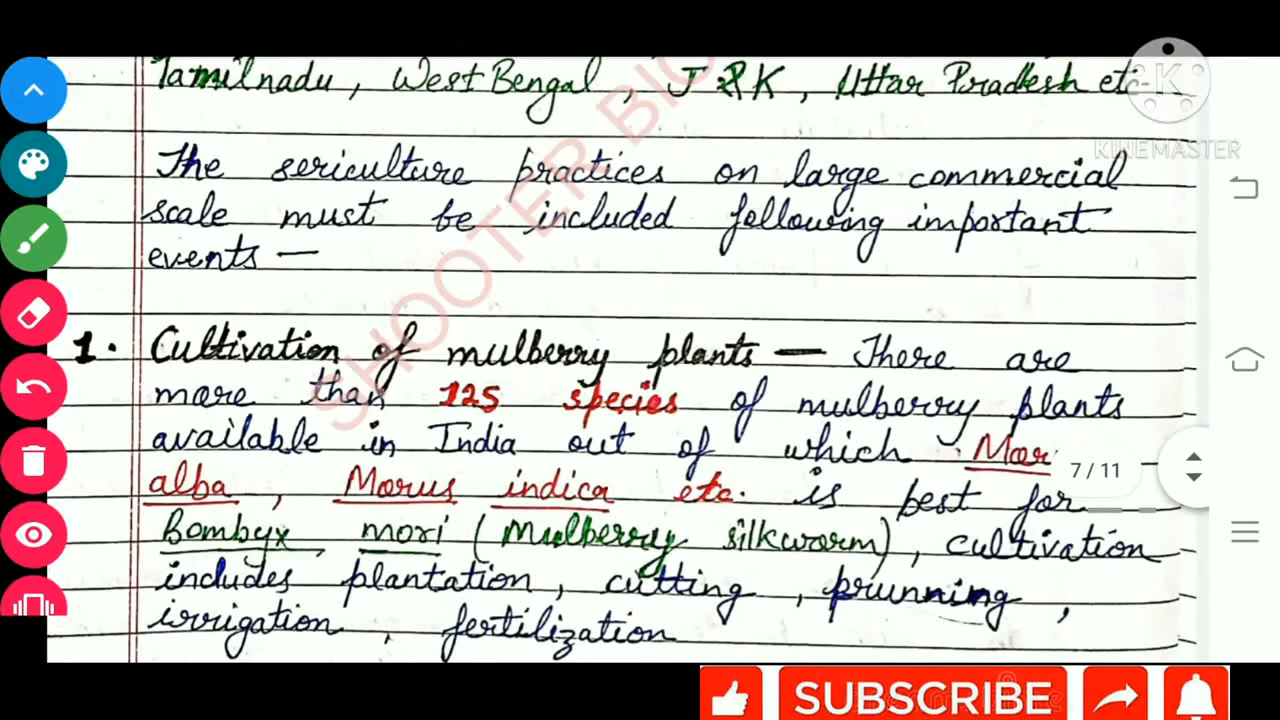 Tamilnadu, West Bengal, J & K, Uttar Pradesh etc
KINEMASTER
The sericulture practices on large commercial
scale must be included following important
events —
SHOOTER BIO
1. Cultivation of mulberry plants — There are
more than 125 species of mulberry plants
available in India out of which Mor
7 / 11
alba, Morus indica etc. is best for
Bombyx mori (Mulberry silkworm), cultivation
includes plantation, cutting, prunning,
irrigation, fertilization
SUBSCRIBE